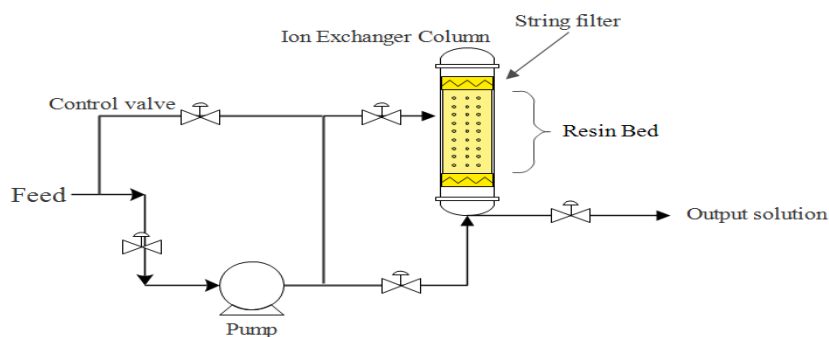 String filter
Ion Exchanger Column
Control valve
Resin Bed
Feed
Output solution
Pump